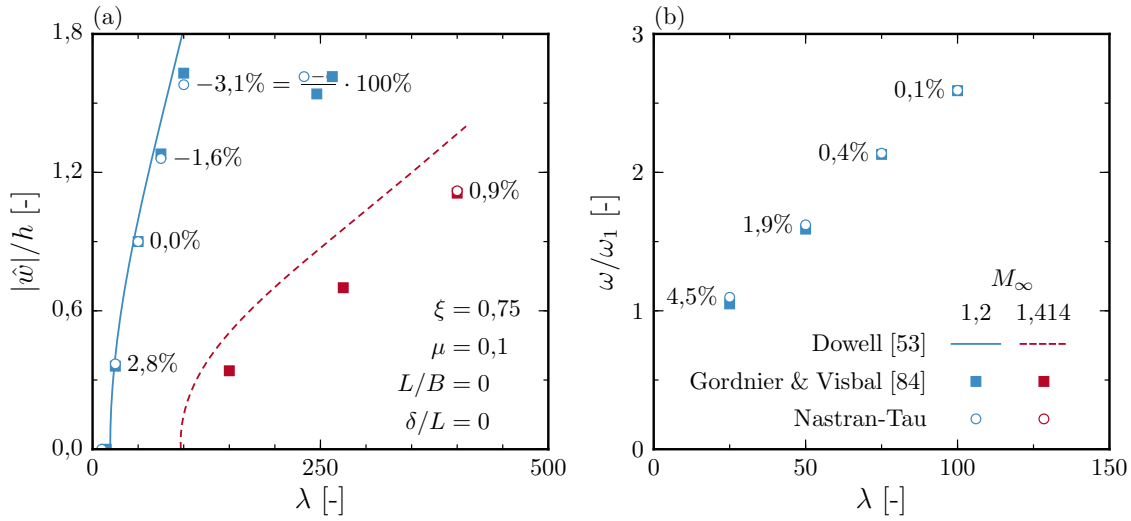 (a)
1,8
1,2
0,6
0,0
|ŵ|/h [-]
−3,1% = − / · 100%
−1,6%
0,0%
2,8%
0,9%
ξ = 0,75
μ = 0,1
L/B = 0
δ/L = 0
0 250 500
λ [-]
(b)
3
2
1
0
ω/ω₁ [-]
0,1%
0,4%
1,9%
4,5%
M∞
1,2 1,414
Dowell [53]
Gordnier & Visbal [84]
Nastran-Tau
0 50 100 150
λ [-]